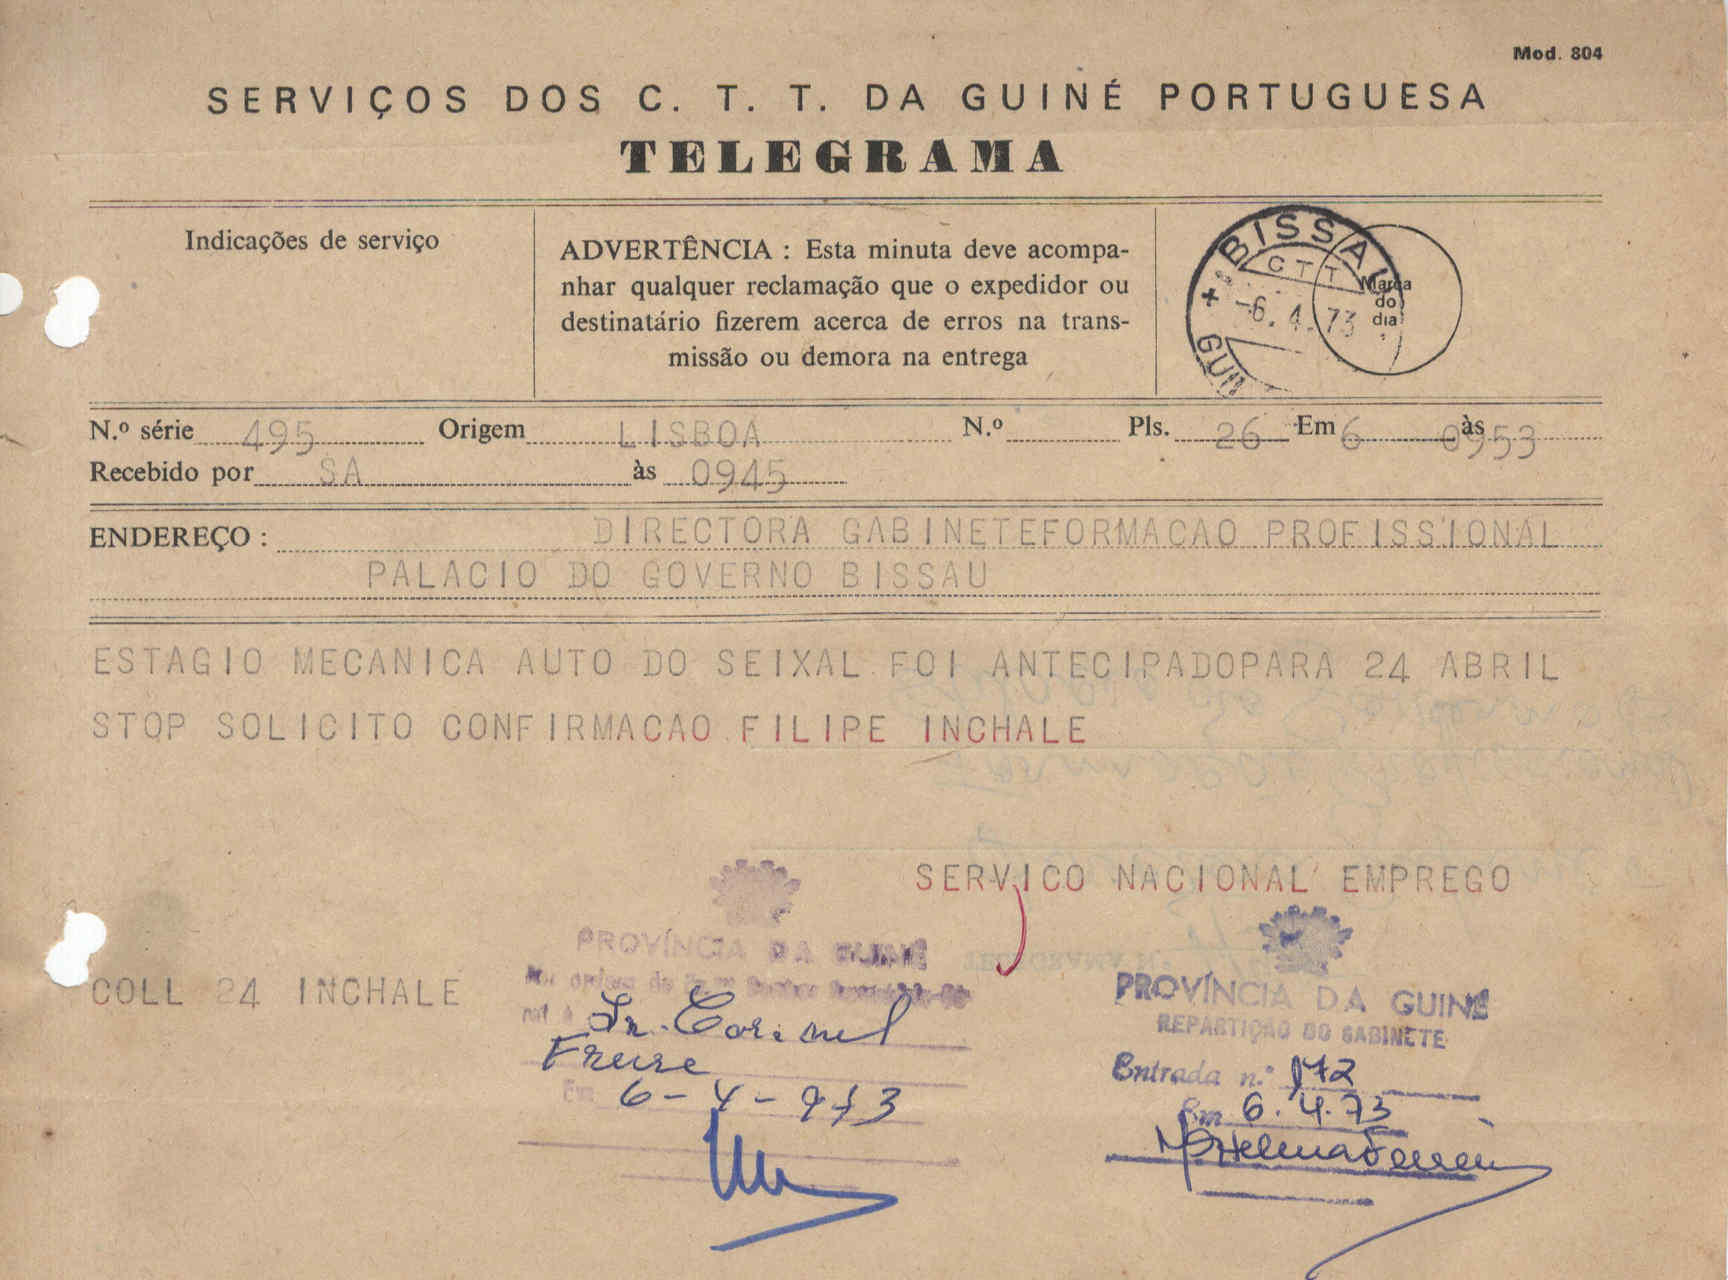 Mod. 804
SERVIÇOS DOS C. T. T. DA GUINÉ PORTUGUESA
TELEGRAMA
Indicações de serviço
ADVERTÊNCIA : Esta minuta deve acompa-
nhar qualquer reclamação que o expedidor ou
destinatário fizerem acerca de erros na trans-
missão ou demora na entrega
BISSAU
CTT
-6. 4. 73
Marca
do
dia
N.º série 495 Origem LISBOA N.º Pls. 26 Em 6 às 0953
Recebido por SA às 0945
ENDEREÇO : DIRECTORA GABINETEFORMACAO PROFISSIONAL
PALACIO DO GOVERNO BISSAU
ESTAGIO MECANICA AUTO DO SEIXAL FOI ANTECIPADOPARA 24 ABRIL
STOP SOLICITO CONFIRMACAO FILIPE INCHALE
SERVICO NACIONAL EMPREGO
COLL 24 INCHALE
PROVÍNCIA DA GUINÉ
Sr. Coronel
Freire
Em 6-4-973
PROVÍNCIA DA GUINÉ
REPARTIÇÃO DO GABINETE
Entrada n.º 172
Em 6.4.73